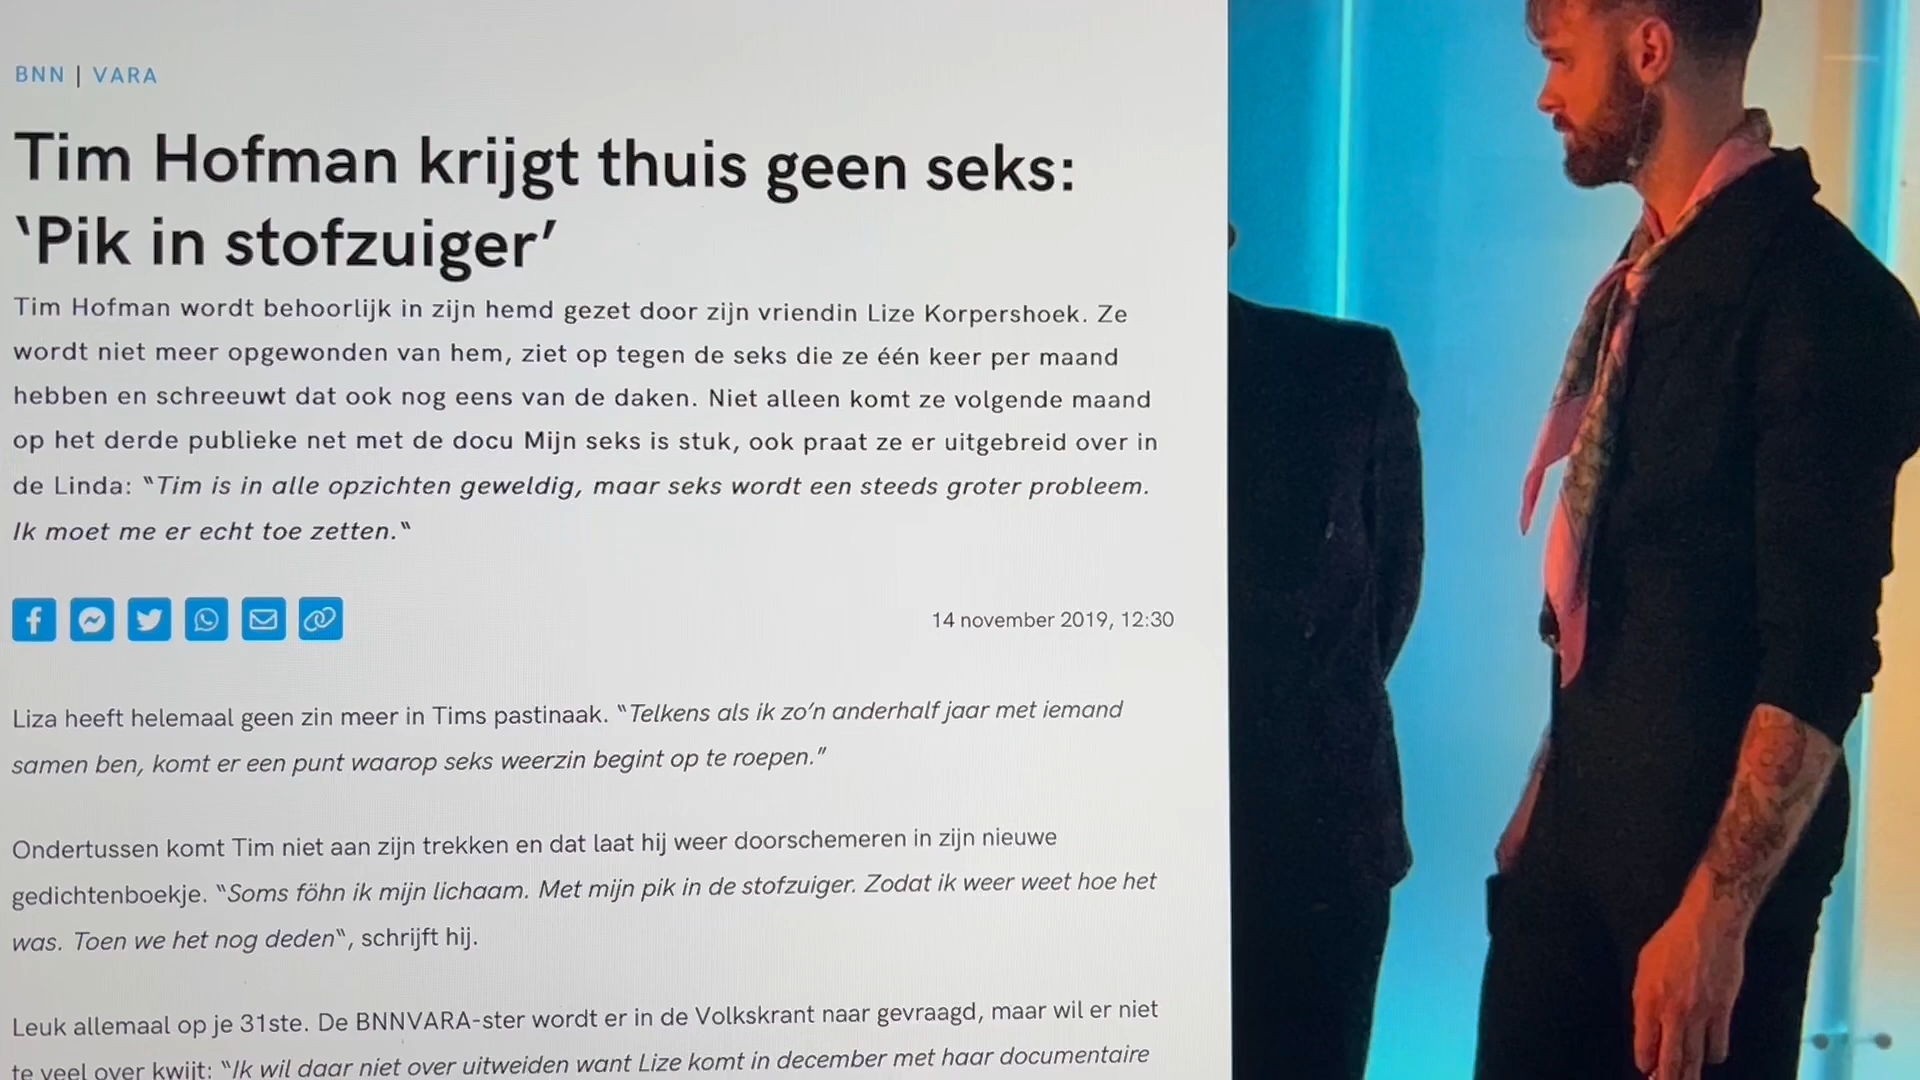 BNN | VARA
Tim Hofman krijgt thuis geen seks:
‘Pik in stofzuiger’
Tim Hofman wordt behoorlijk in zijn hemd gezet door zijn vriendin Lize Korpershoek. Ze
wordt niet meer opgewonden van hem, ziet op tegen de seks die ze één keer per maand
hebben en schreeuwt dat ook nog eens van de daken. Niet alleen komt ze volgende maand
op het derde publieke net met de docu Mijn seks is stuk, ook praat ze er uitgebreid over in
de Linda: “Tim is in alle opzichten geweldig, maar seks wordt een steeds groter probleem.
Ik moet me er echt toe zetten.“
14 november 2019, 12:30
Liza heeft helemaal geen zin meer in Tims pastinaak. “Telkens als ik zo’n anderhalf jaar met iemand
samen ben, komt er een punt waarop seks weerzin begint op te roepen.”
Ondertussen komt Tim niet aan zijn trekken en dat laat hij weer doorschemeren in zijn nieuwe
gedichtenboekje. “Soms föhn ik mijn lichaam. Met mijn pik in de stofzuiger. Zodat ik weer weet hoe het
was. Toen we het nog deden“, schrijft hij.
Leuk allemaal op je 31ste. De BNNVARA-ster wordt er in de Volkskrant naar gevraagd, maar wil er niet
te veel over kwijt: “Ik wil daar niet over uitweiden want Lize komt in december met haar documentaire